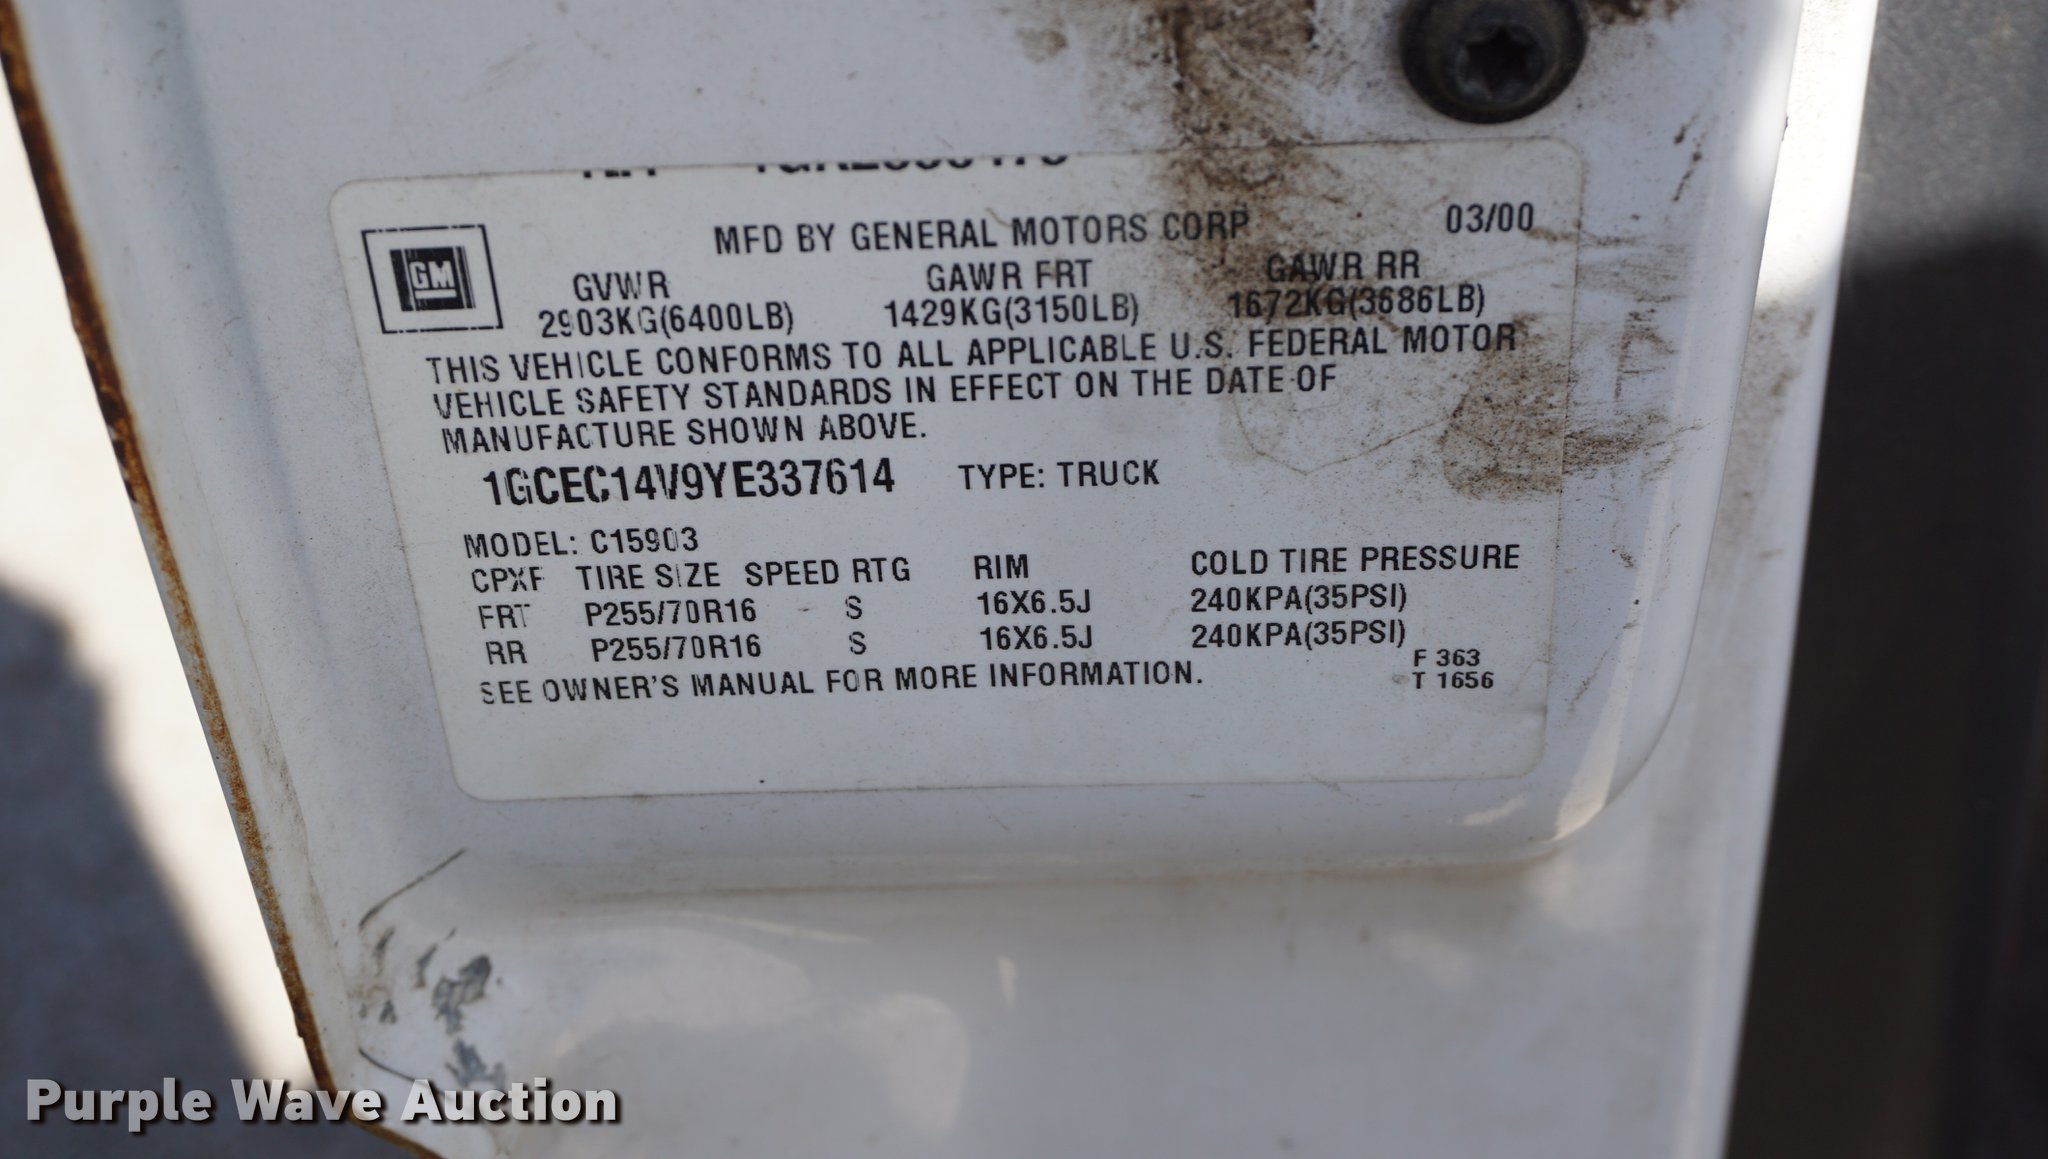 MFD BY GENERAL MOTORS CORP 03/00
GM
GVWR GAWR FRT GAWR RR
2903KG(6400LB) 1429KG(3150LB) 1672KG(3686LB)
THIS VEHICLE CONFORMS TO ALL APPLICABLE U.S. FEDERAL MOTOR
VEHICLE SAFETY STANDARDS IN EFFECT ON THE DATE OF
MANUFACTURE SHOWN ABOVE.
1GCEC14V9YE337614 TYPE: TRUCK
MODEL: C15903
TIRE SIZE SPEED RTG RIM COLD TIRE PRESSURE
FRT P255/70R16 S 16X6.5J 240KPA(35PSI)
RR P255/70R16 S 16X6.5J 240KPA(35PSI)
SEE OWNER'S MANUAL FOR MORE INFORMATION.
F 363
T 1656
Purple Wave Auction